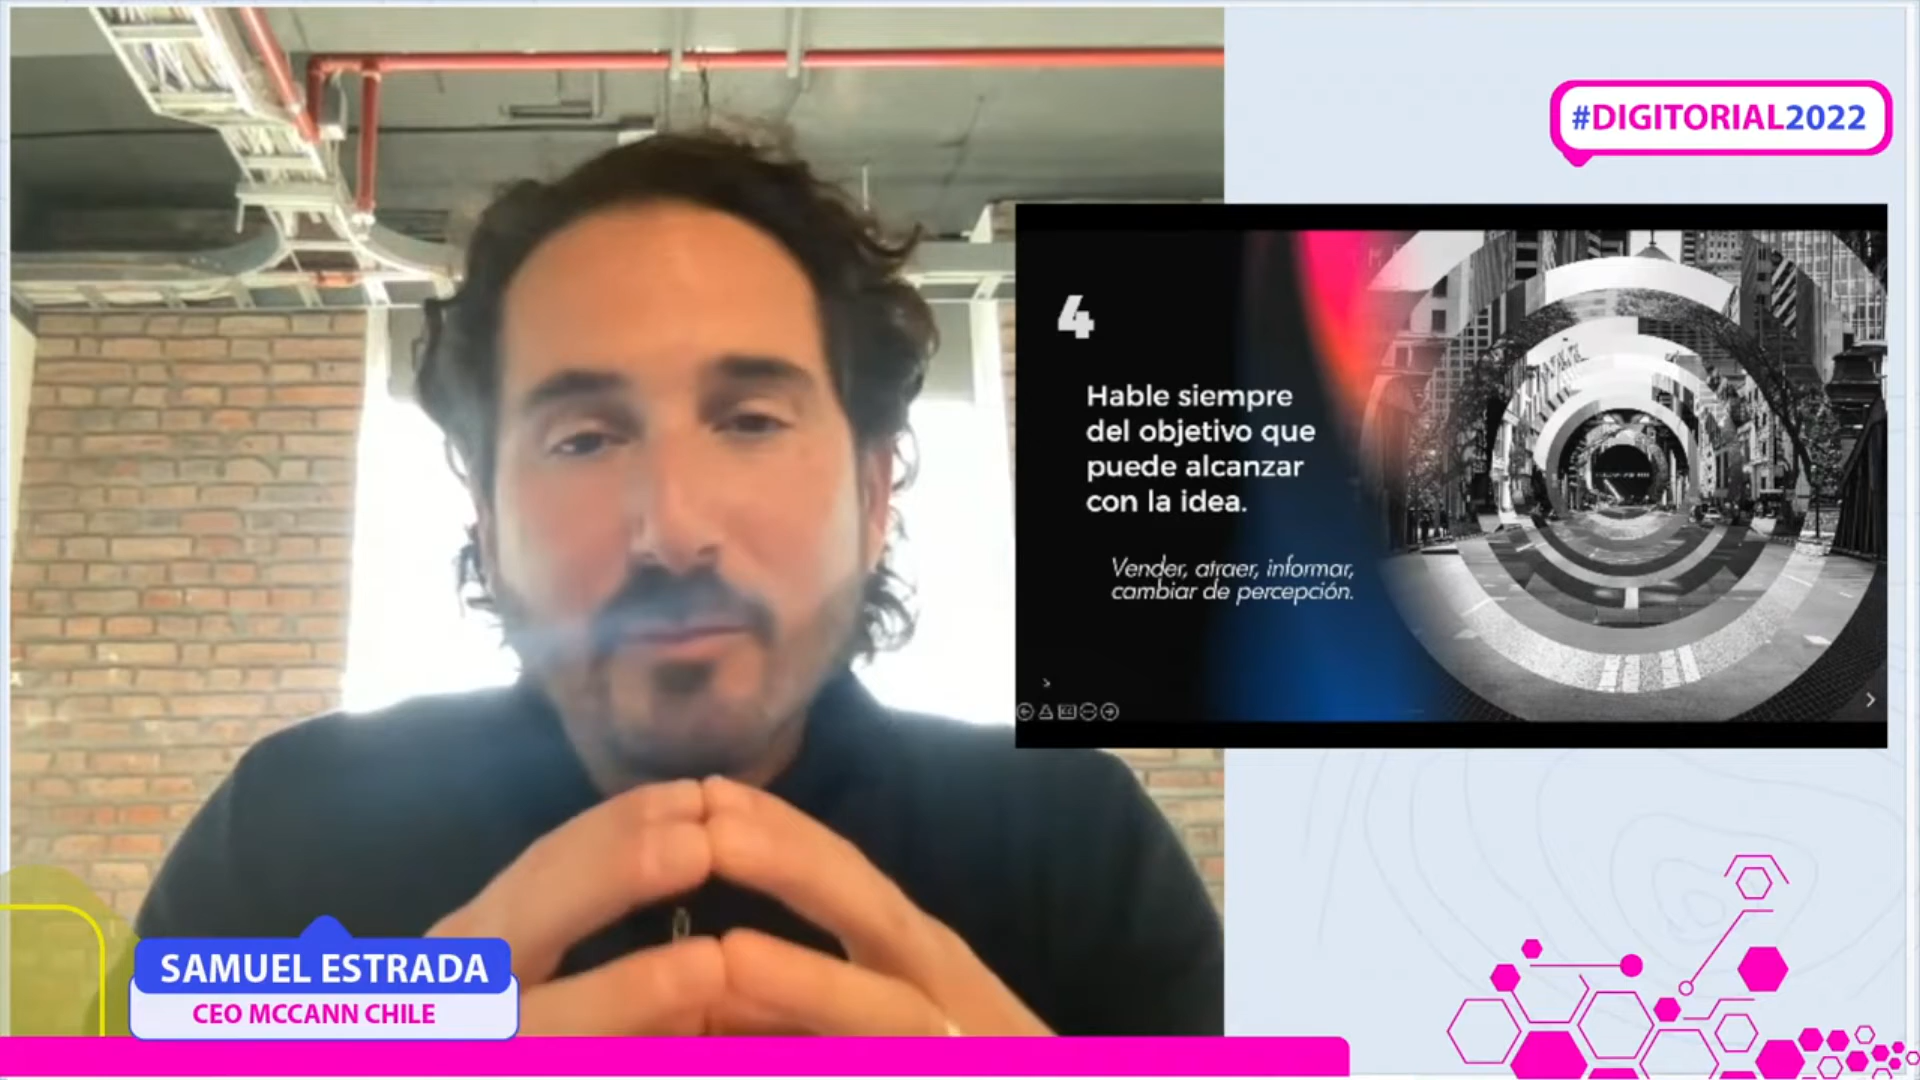 #DIGITORIAL2022
4
Hable siempre
del objetivo que
puede alcanzar
con la idea.
Vender, atraer, informar,
cambiar de percepción.
SAMUEL ESTRADA
CEO MCCANN CHILE